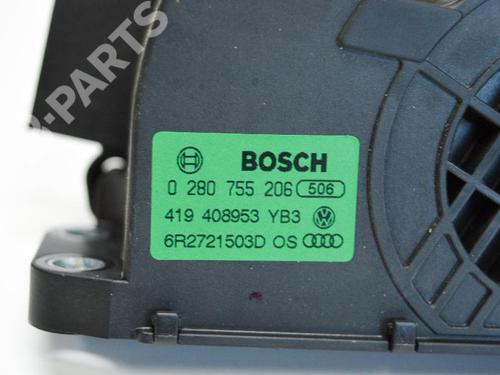 B-PARTS
BOSCH
0 280 755 206 506
419 408953 YB3
6R2721503D OS